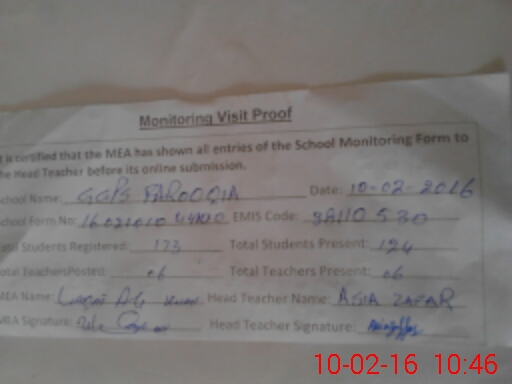 Monitoring Visit Proof
It is certified that the MEA has shown all entries of the School Monitoring Form to
the Head Teacher before its online submission.
School Name: GGPS FAROOQIA Date: 10-02-2016
School Form No: EMIS Code: 38110530
Total Students Registered: 173 Total Students Present: 124
Total TeachersPosted: 06 Total Teachers Present: 06
MEA Name: Head Teacher Name: ASIA ZAFAR
MEA Signature: Head Teacher Signature:
10-02-16 10:46